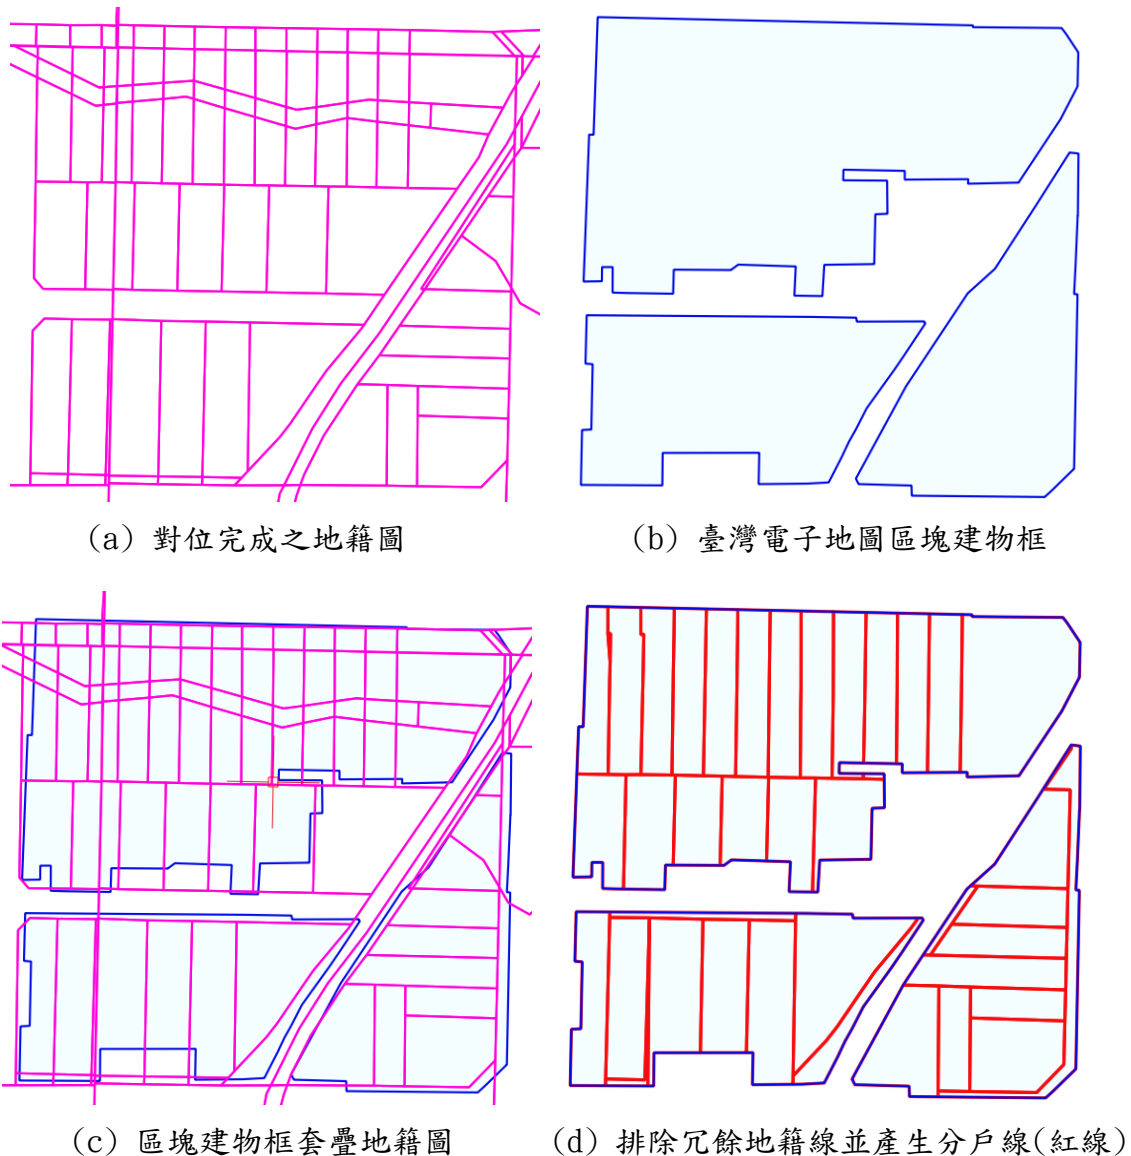 (a) 對位完成之地籍圖
(b) 臺灣電子地圖區塊建物框
(c) 區塊建物框套疊地籍圖
(d) 排除冗餘地籍線並產生分戶線(紅線)